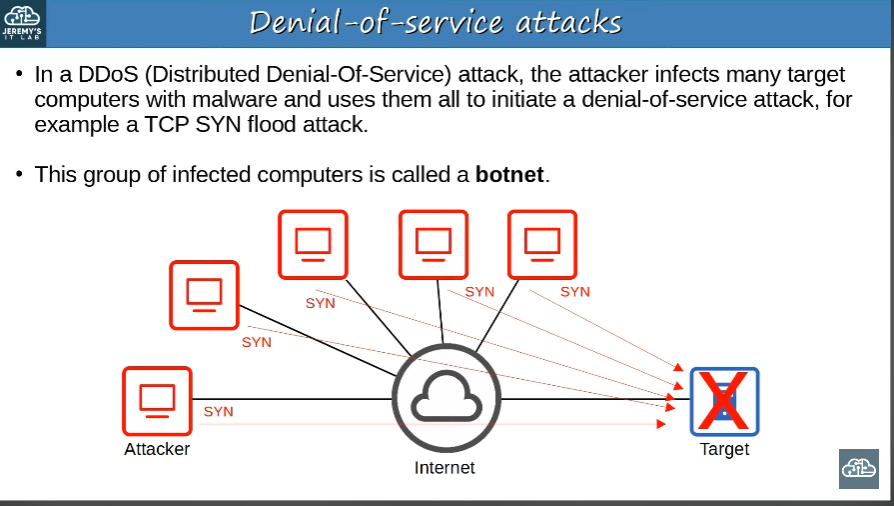 JEREMY'S
IT LAB
Denial-of-service attacks
• In a DDoS (Distributed Denial-Of-Service) attack, the attacker infects many target
computers with malware and uses them all to initiate a denial-of-service attack, for
example a TCP SYN flood attack.
• This group of infected computers is called a botnet.
SYN
SYN
SYN
SYN
SYN
Attacker
Internet
Target